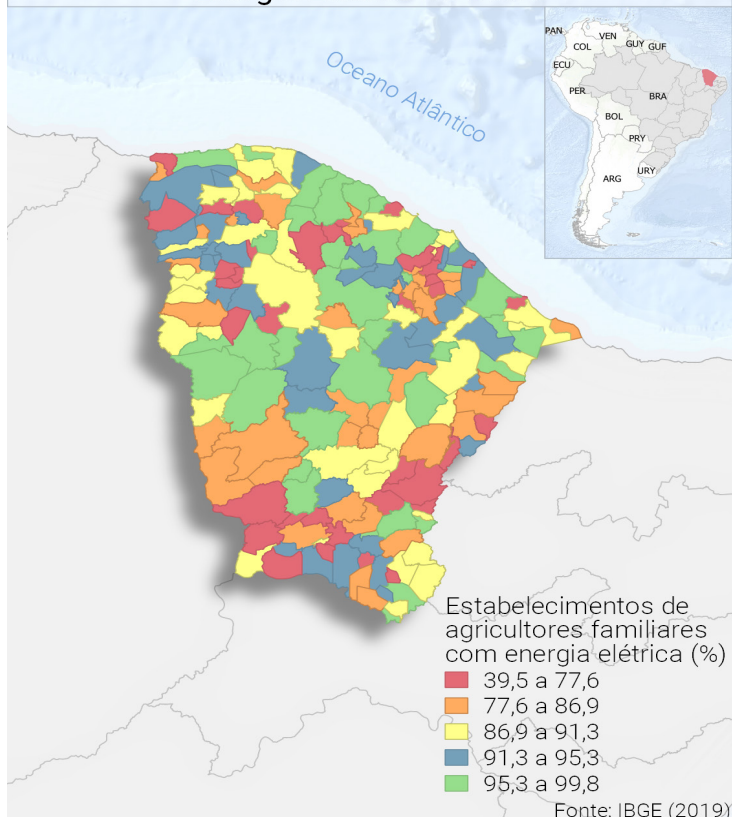 PAN
VEN
GUY
GUF
COL
ECU
PER
BRA
BOL
PRY
URY
ARG
Oceano Atlântico
Estabelecimentos de
agricultores familiares
com energia elétrica (%)
39,5 a 77,6
77,6 a 86,9
86,9 a 91,3
91,3 a 95,3
95,3 a 99,8
Fonte: IBGE (2019)